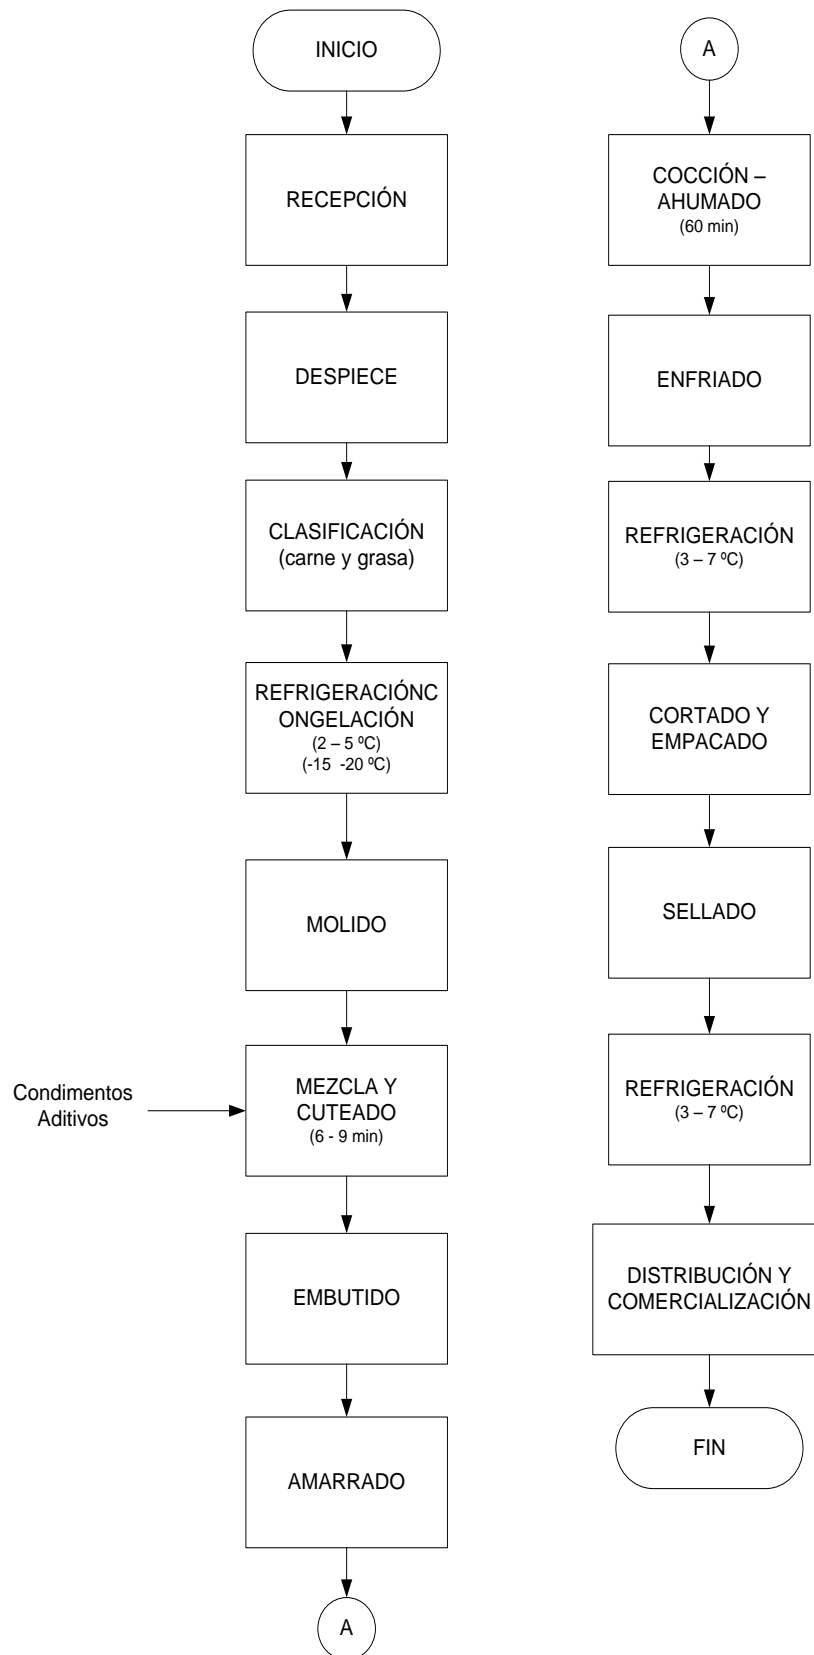 INICIO
RECEPCIÓN
DESPIECE
CLASIFICACIÓN
(carne y grasa)
REFRIGERACIÓNC
ONGELACIÓN
(2 – 5 ºC)
(-15  -20 ºC)
MOLIDO
Condimentos
Aditivos
MEZCLA Y
CUTEADO
(6 - 9 min)
EMBUTIDO
AMARRADO
A
A
COCCIÓN –
AHUMADO
(60 min)
ENFRIADO
REFRIGERACIÓN
(3 – 7 ºC)
CORTADO Y
EMPACADO
SELLADO
REFRIGERACIÓN
(3 – 7 ºC)
DISTRIBUCIÓN Y
COMERCIALIZACIÓN
FIN